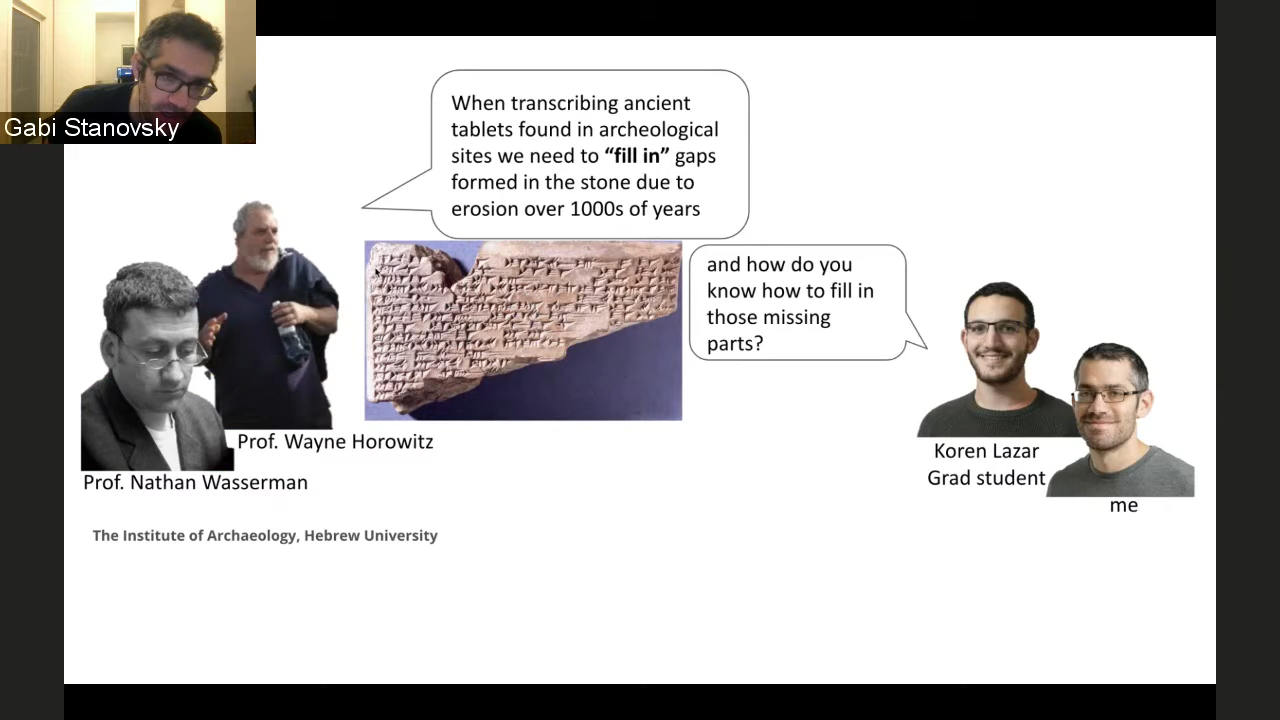 Gabi Stanovsky
When transcribing ancient
tablets found in archeological
sites we need to “fill in” gaps
formed in the stone due to
erosion over 1000s of years
and how do you
know how to fill in
those missing
parts?
Prof. Wayne Horowitz
Prof. Nathan Wasserman
Koren Lazar
Grad student
me
The Institute of Archaeology, Hebrew University